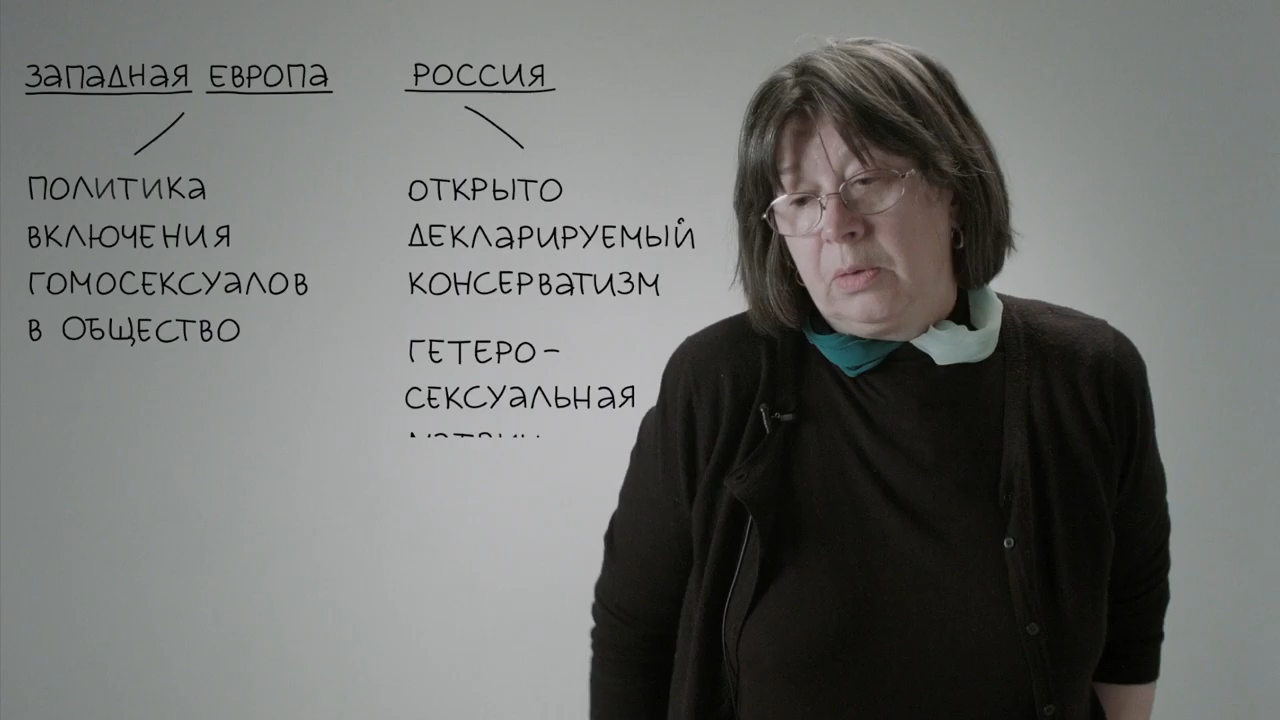 ЗАПАДНАЯ ЕВРОПА
ПОЛИТИКА
ВКЛЮЧЕНИЯ
ГОМОСЕКСУАЛОВ
В ОБЩЕСТВО
РОССИЯ
ОТКРЫТО
ДЕКЛАРИРУЕМЫЙ
КОНСЕРВАТИЗМ
ГЕТЕРО-
СЕКСУАЛЬНАЯ